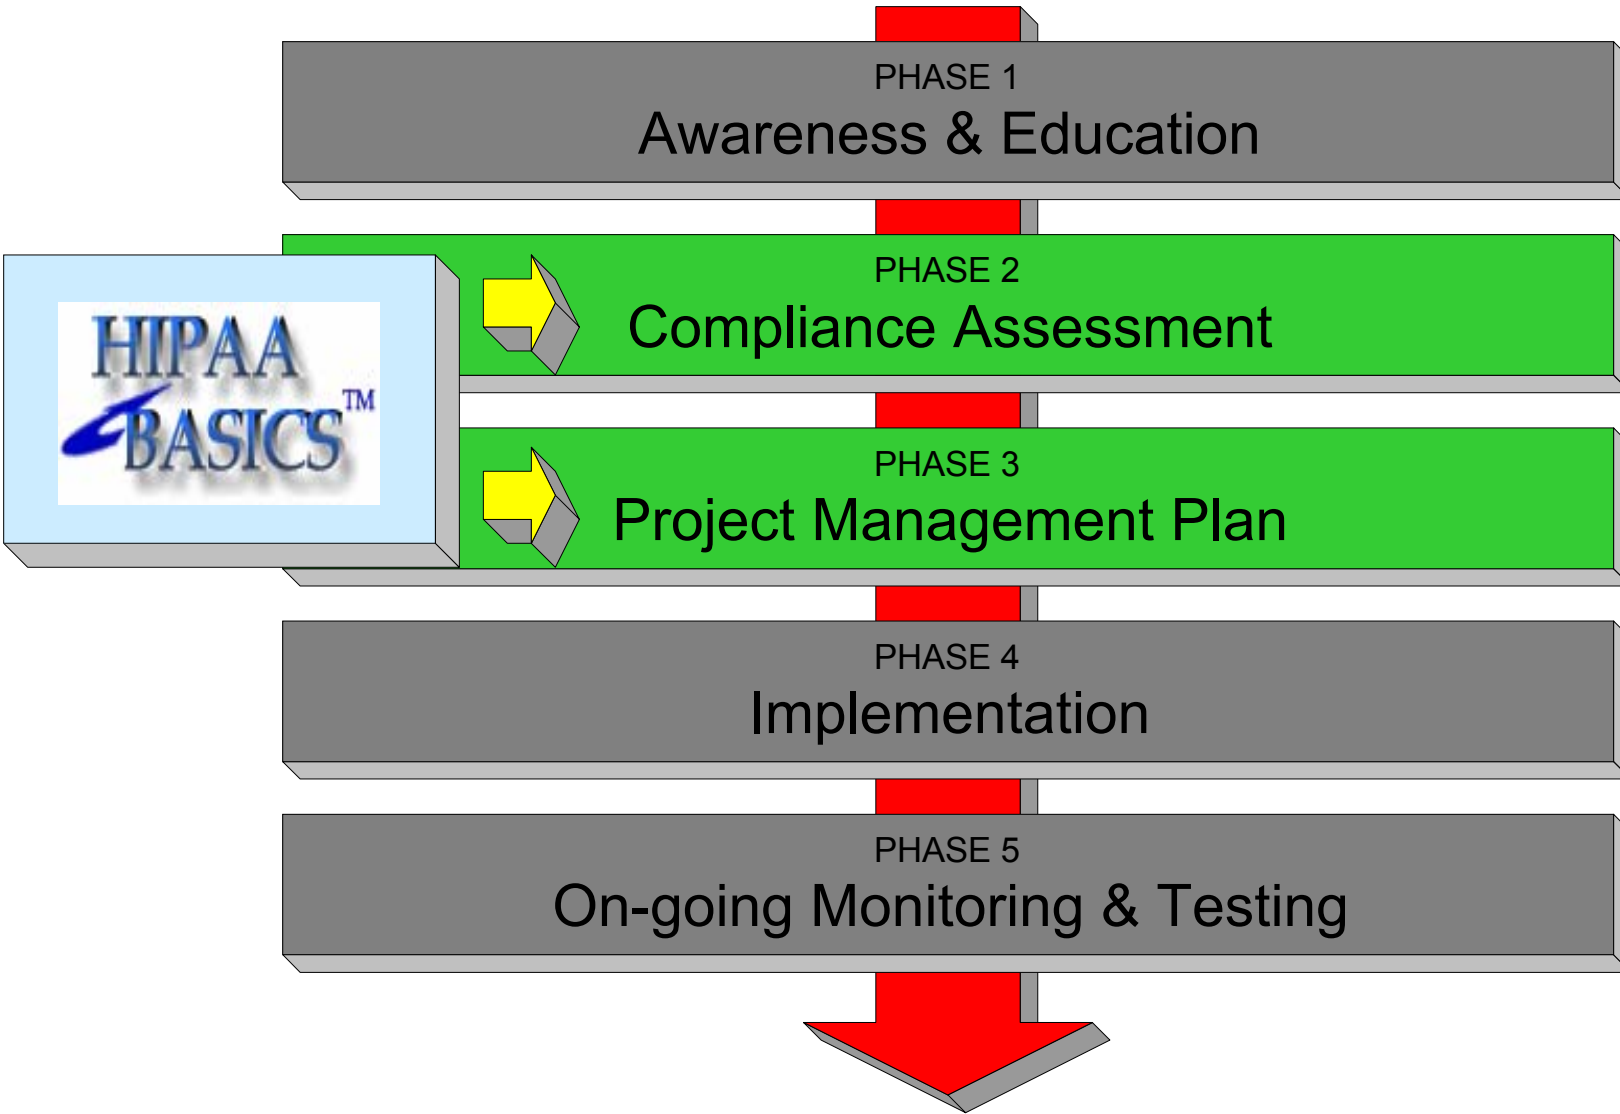 PHASE 1
Awareness & Education
PHASE 2
Compliance Assessment
HIPAA
BASICS™
PHASE 3
Project Management Plan
PHASE 4
Implementation
PHASE 5
On-going Monitoring & Testing